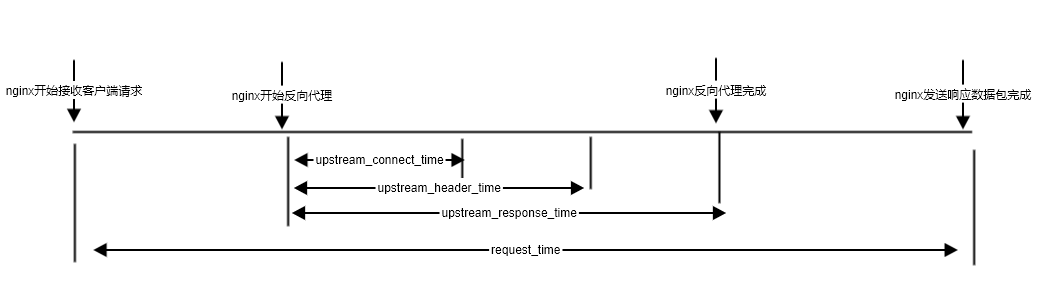 nginx开始接收客户端请求
nginx开始反向代理
nginx反向代理完成
nginx发送响应数据包完成
upstream_connect_time
upstream_header_time
upstream_response_time
request_time